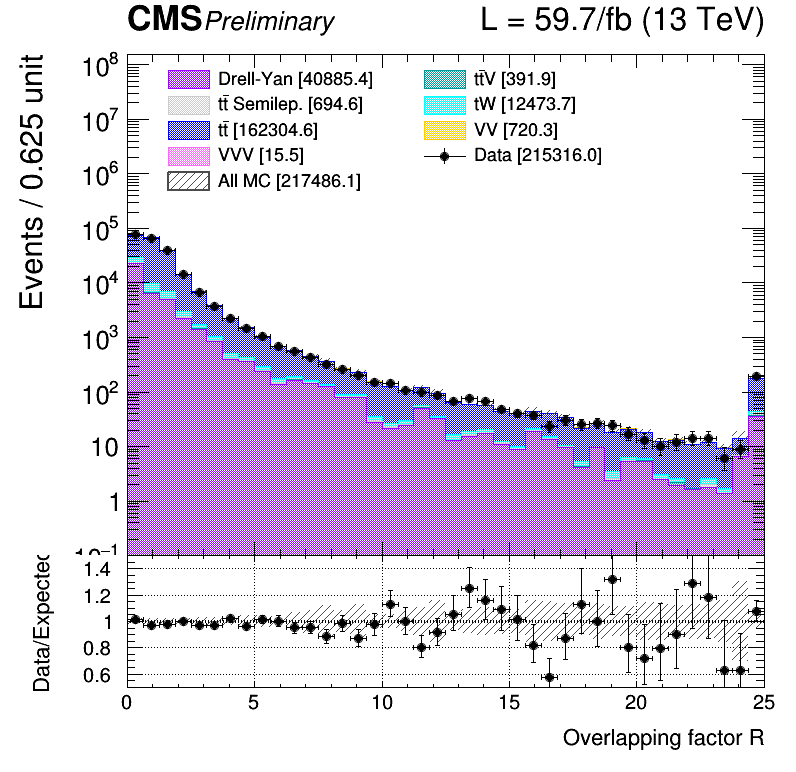 CMS Preliminary L = 59.7/fb (13 TeV)
Events / 0.625 unit
10⁸
10⁷
10⁶
10⁵
10⁴
10³
10²
10
1
10⁻¹
Drell-Yan [40885.4]
tt̄ Semilep. [694.6]
tt̄ [162304.6]
VVV [15.5]
All MC [217486.1]
tt̄V [391.9]
tW [12473.7]
VV [720.3]
Data [215316.0]
Data/Expected
1.4
1.2
1
0.8
0.6
0 5 10 15 20 25
Overlapping factor R